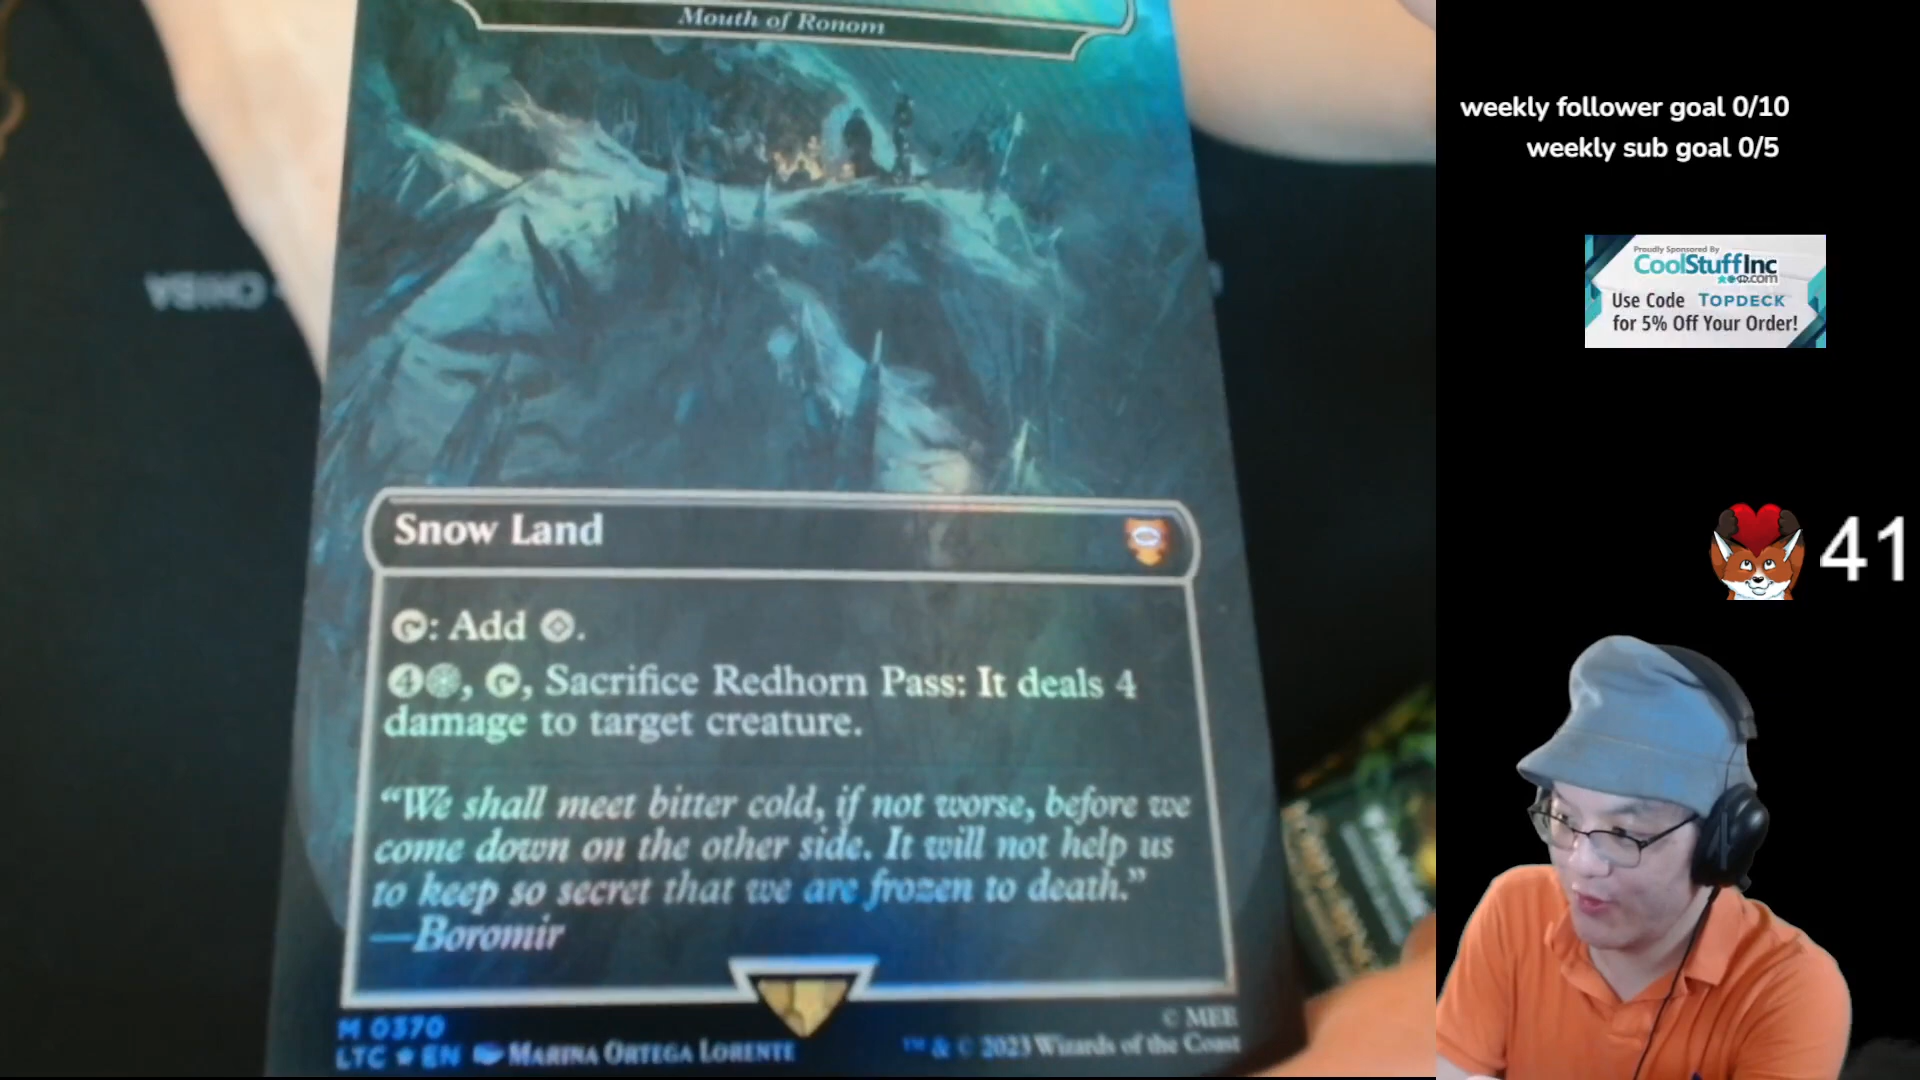 Mouth of Ronom
Snow Land
: Add .
4, , Sacrifice Redhorn Pass: It deals 4
damage to target creature.
“We shall meet bitter cold, if not worse, before we
come down on the other side. It will not help us
to keep so secret that we are frozen to death.”
—Boromir
M 0370
LTC ★ EN MARINA ORTEGA LORENTE
© MEE
™ & © 2023 Wizards of the Coast
weekly follower goal 0/10
weekly sub goal 0/5
Proudly Sponsored By
CoolStuffInc
.com
Use Code TOPDECK
for 5% Off Your Order!
41